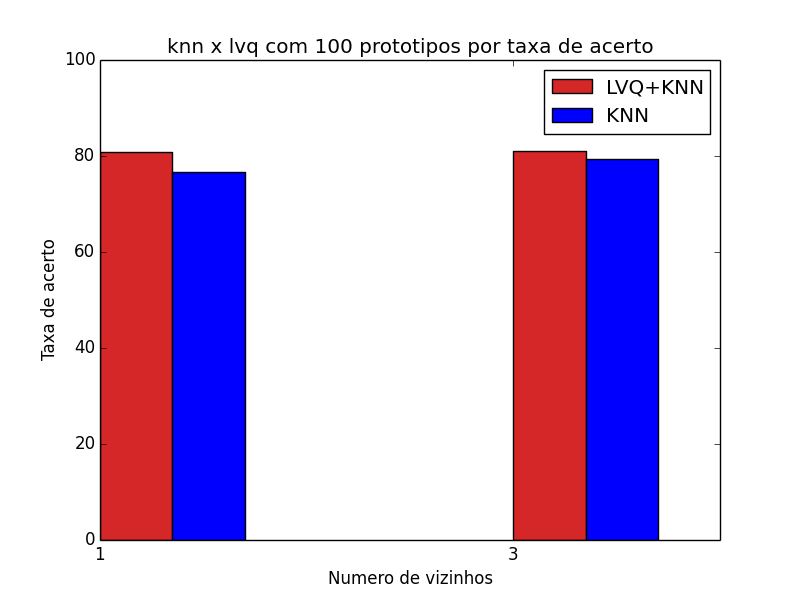 knn x lvq com 100 prototipos por taxa de acerto
100
80
60
40
20
0
Taxa de acerto
LVQ+KNN
KNN
1
3
Numero de vizinhos